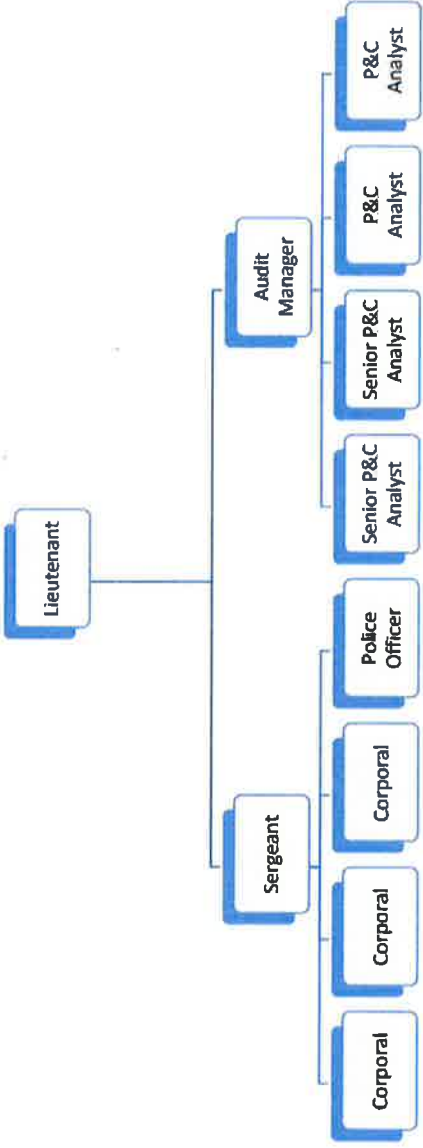 Lieutenant
Sergeant
Audit
Manager
Corporal
Corporal
Corporal
Police
Officer
Senior P&C
Analyst
Senior P&C
Analyst
P&C
Analyst
P&C
Analyst